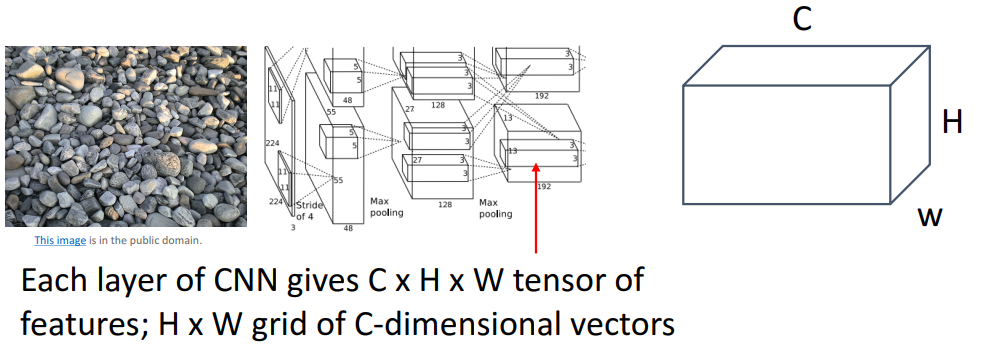 C
H
W
5
5
48
3
3
128
3
3
192
11
11
224
55
5
5
27
3
3
13
13
3
3
192
11
11
224
55
27
3
3
128
Stride
of 4
3
48
Max
pooling
Max
pooling
This image is in the public domain.
Each layer of CNN gives C x H x W tensor of
features; H x W grid of C-dimensional vectors